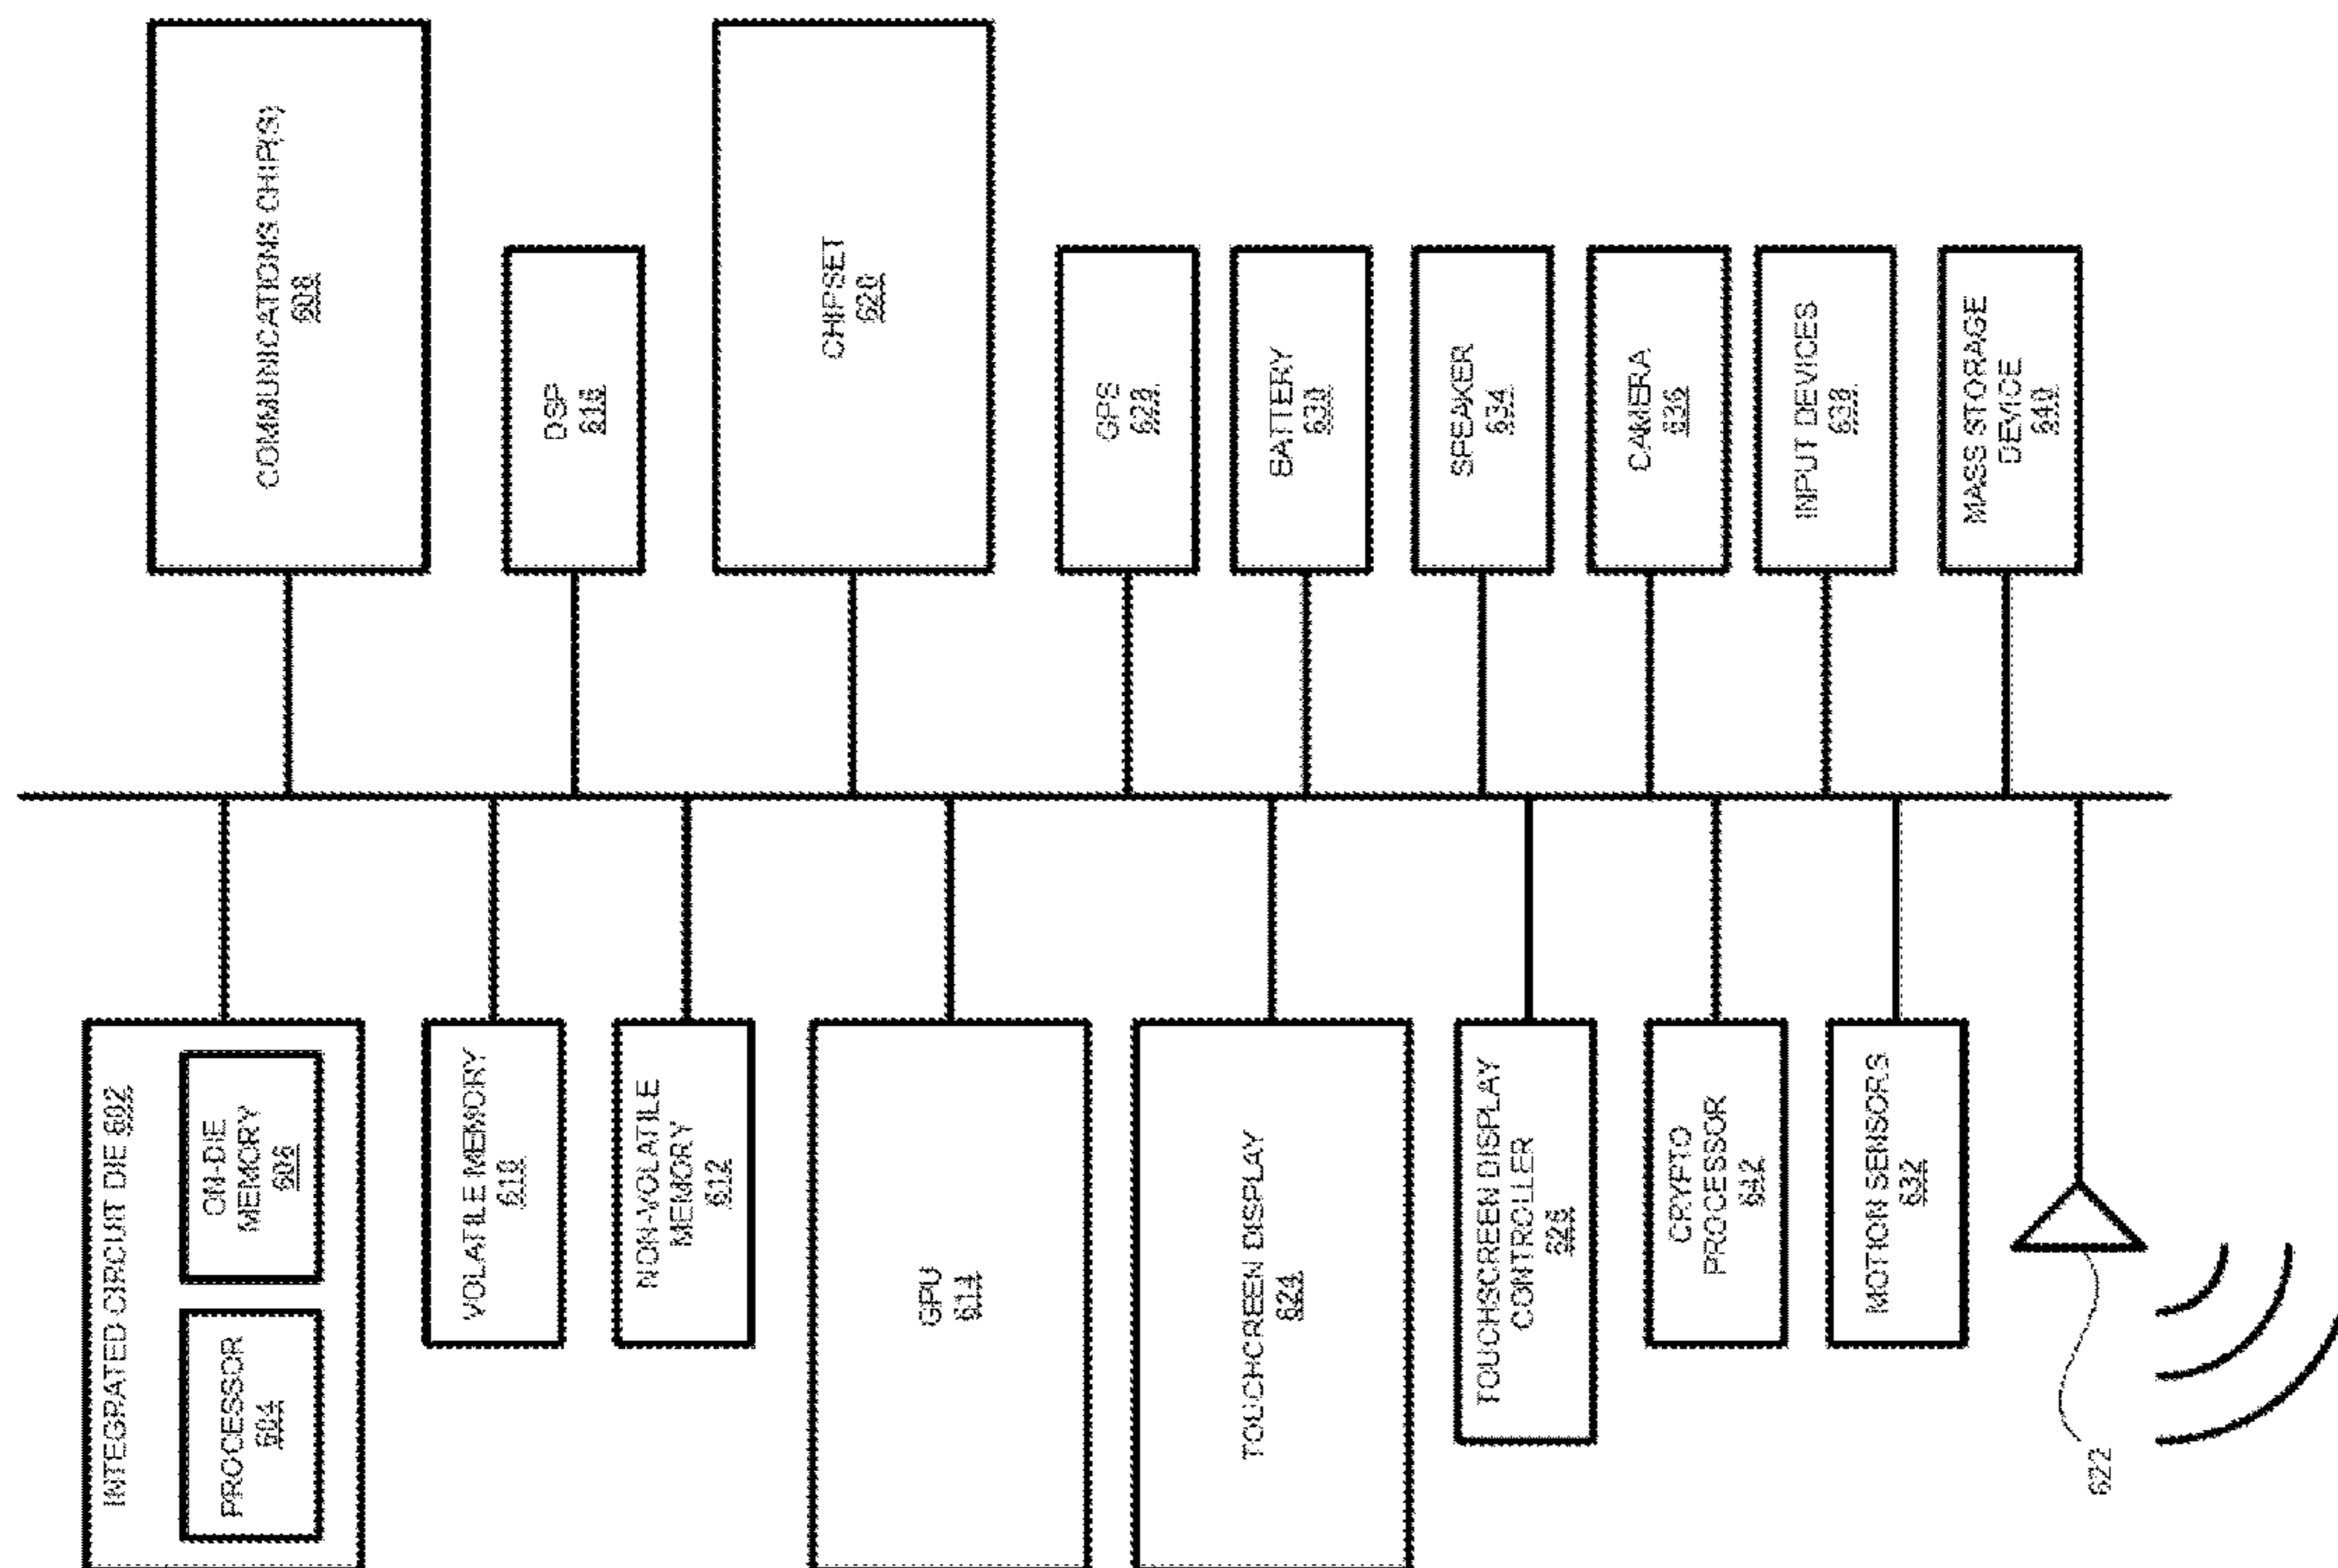 INTEGRATED CIRCUIT DIE 602
PROCESSOR
604
ON-DIE
MEMORY
606
VOLATILE MEMORY
610
NON-VOLATILE
MEMORY
612
GPU
614
TOUCHCREEN DISPLAY
624
TOUCHSCREEN DISPLAY
CONTROLLER
626
CRYPTO
PROCESSOR
642
MOTION SENSORS
632
622
COMMUNICATIONS CHIP(S)
608
DSP
616
CHIPSET
620
GPS
628
BATTERY
630
SPEAKER
634
CAMERA
636
INPUT DEVICES
638
MASS STORAGE
DEVICE
640